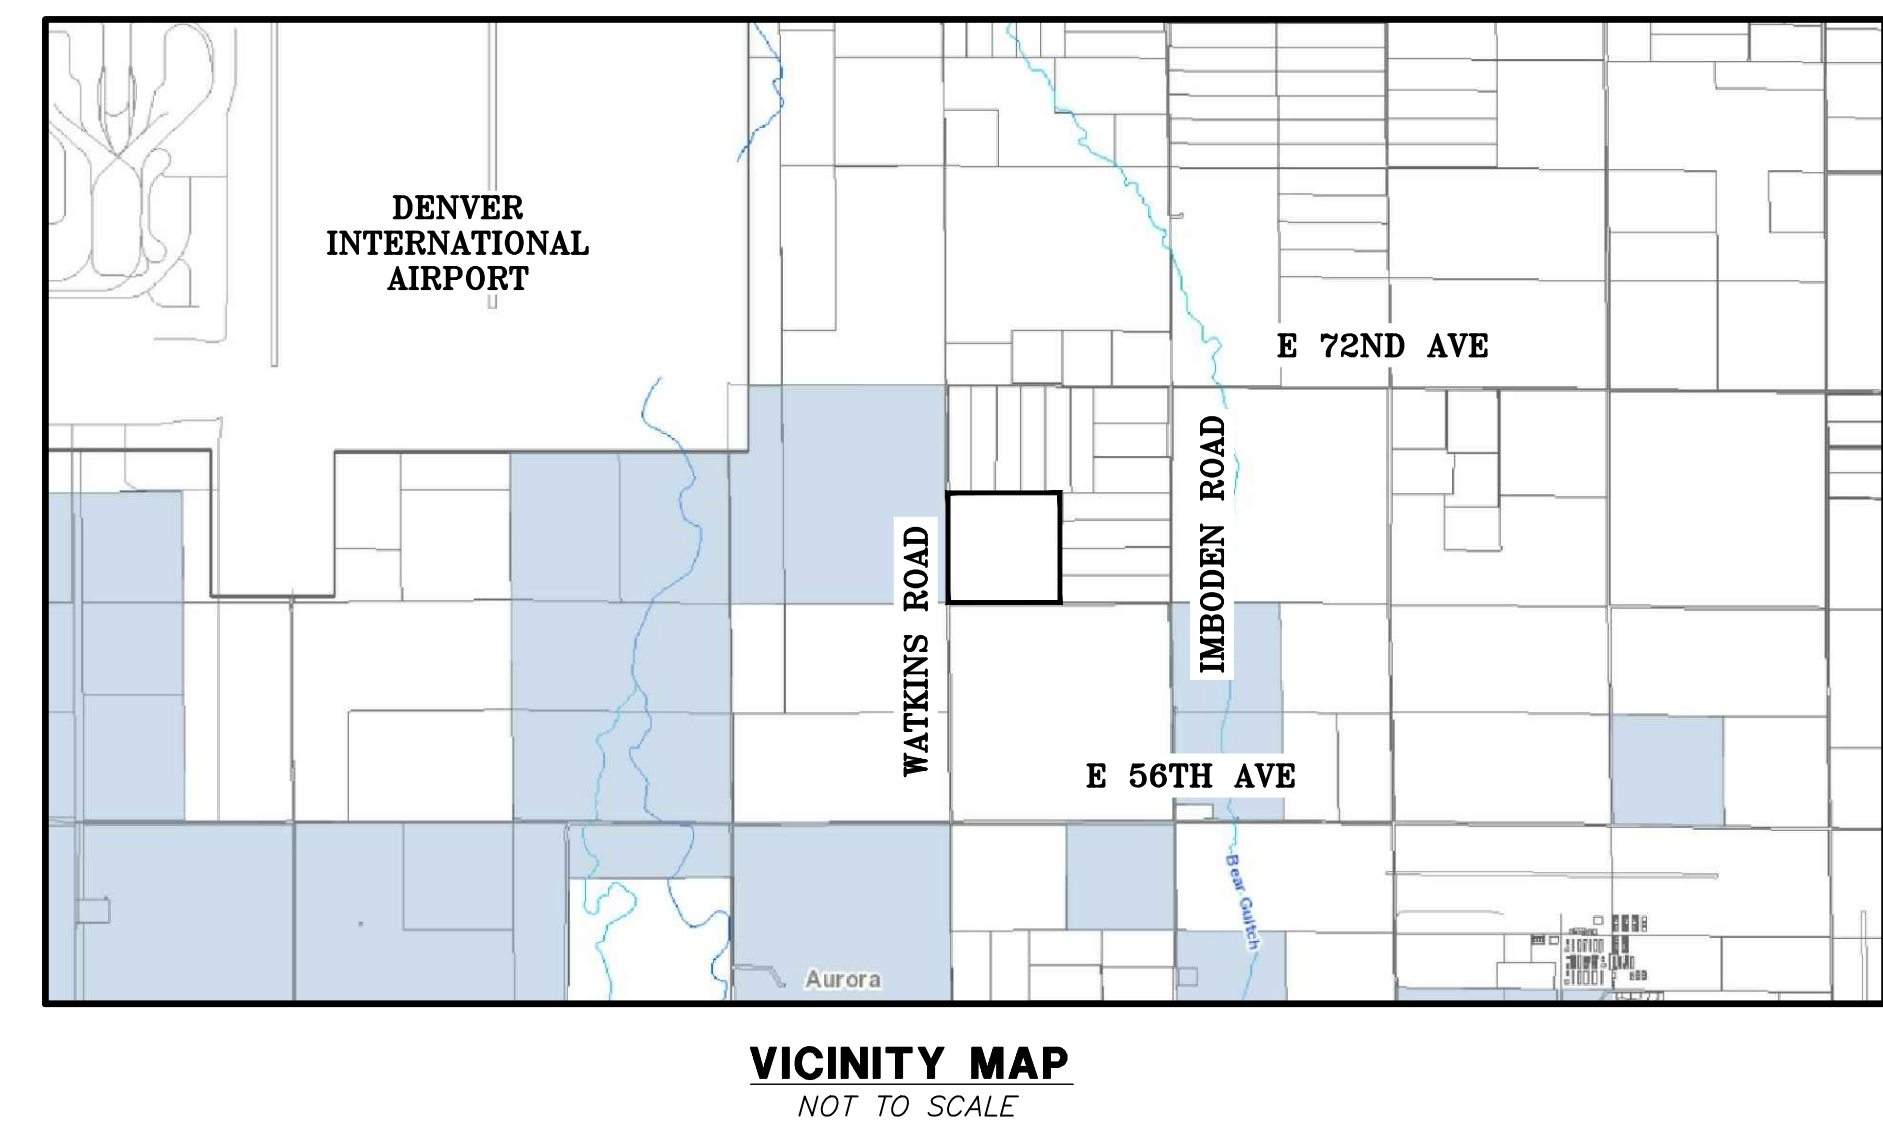 DENVER
INTERNATIONAL
AIRPORT
E 72ND AVE
IMBODEN ROAD
WATKINS ROAD
E 56TH AVE
Bear Gulch
Aurora
VICINITY MAP
NOT TO SCALE